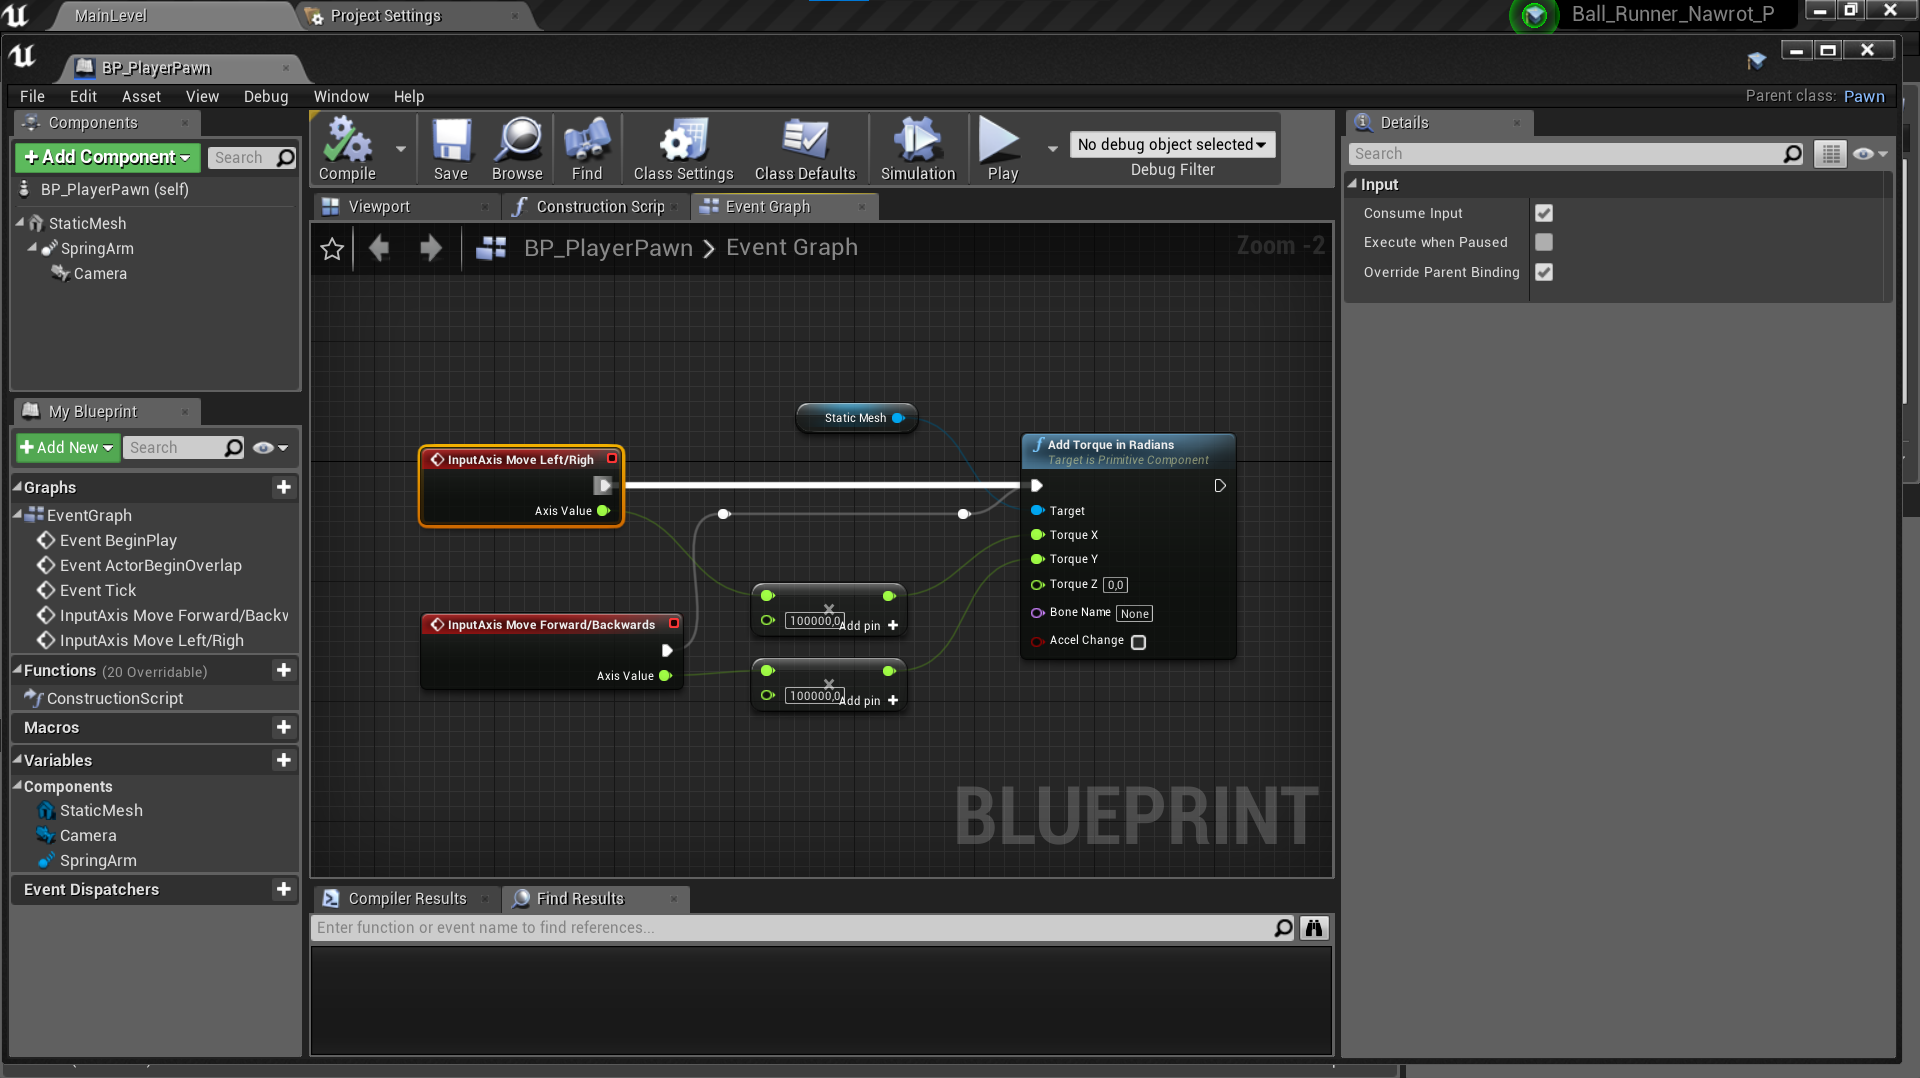 MainLevel
Project Settings
Ball_Runner_Nawrot_P
BP_PlayerPawn
File Edit Asset View Debug Window Help
Parent class: Pawn
Components
Add Component
Search
BP_PlayerPawn (self)
StaticMesh
SpringArm
Camera
My Blueprint
Add New
Search
Graphs
EventGraph
Event BeginPlay
Event ActorBeginOverlap
Event Tick
InputAxis Move Forward/Backw
InputAxis Move Left/Righ
Functions (20 Overridable)
ConstructionScript
Macros
Variables
Components
StaticMesh
Camera
SpringArm
Event Dispatchers
Compile
Save
Browse
Find
Class Settings
Class Defaults
Simulation
Play
No debug object selected
Debug Filter
Viewport
Construction Scrip
Event Graph
BP_PlayerPawn > Event Graph
Zoom -2
Static Mesh
InputAxis Move Left/Righ
Axis Value
InputAxis Move Forward/Backwards
Axis Value
100000,0
Add pin
100000,0
Add pin
Add Torque in Radians
Target is Primitive Component
Target
Torque X
Torque Y
Torque Z 0,0
Bone Name None
Accel Change
BLUEPRINT
Compiler Results
Find Results
Enter function or event name to find references...
Details
Search
Input
Consume Input
Execute when Paused
Override Parent Binding